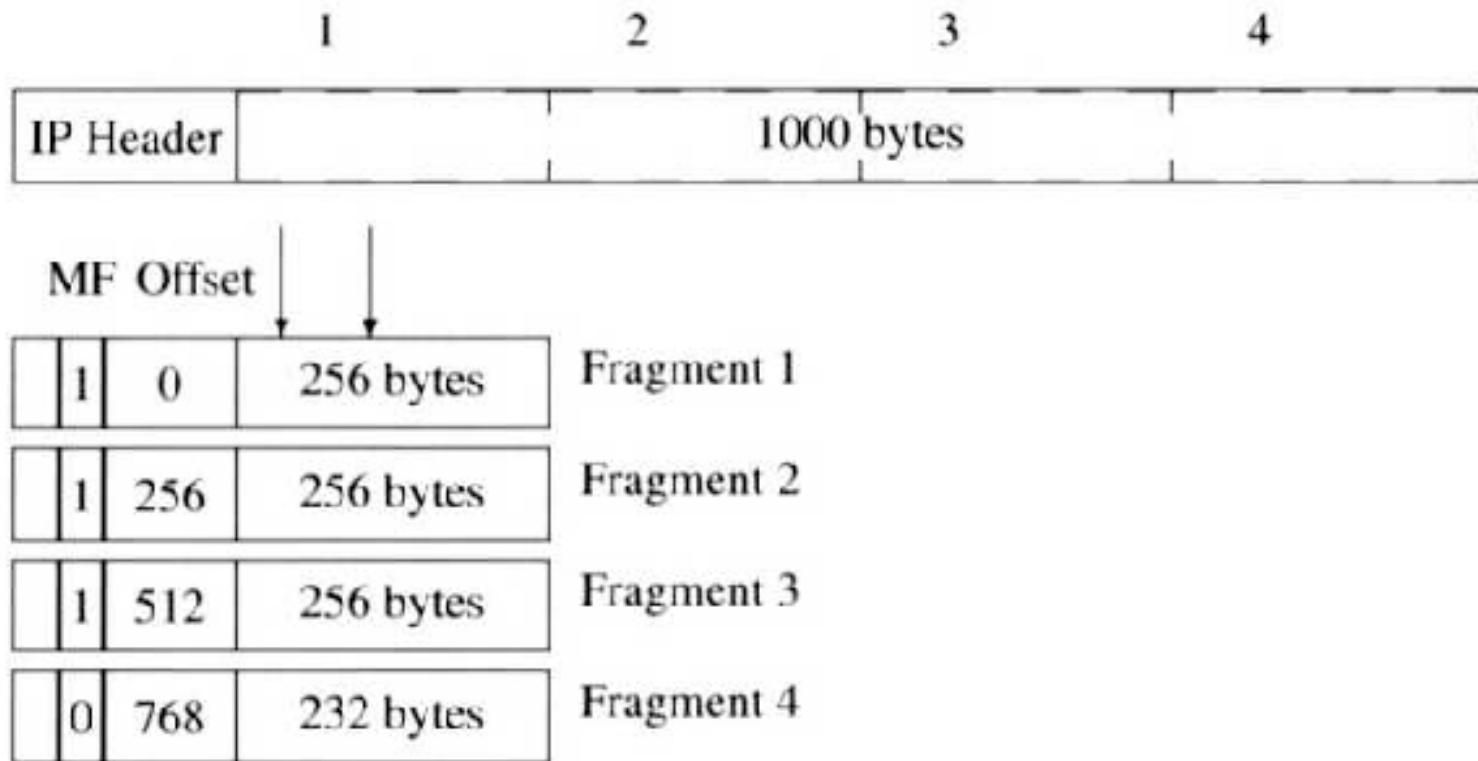 1 2 3 4
IP Header 1000 bytes
MF Offset
1 0 256 bytes Fragment 1
1 256 256 bytes Fragment 2
1 512 256 bytes Fragment 3
0 768 232 bytes Fragment 4